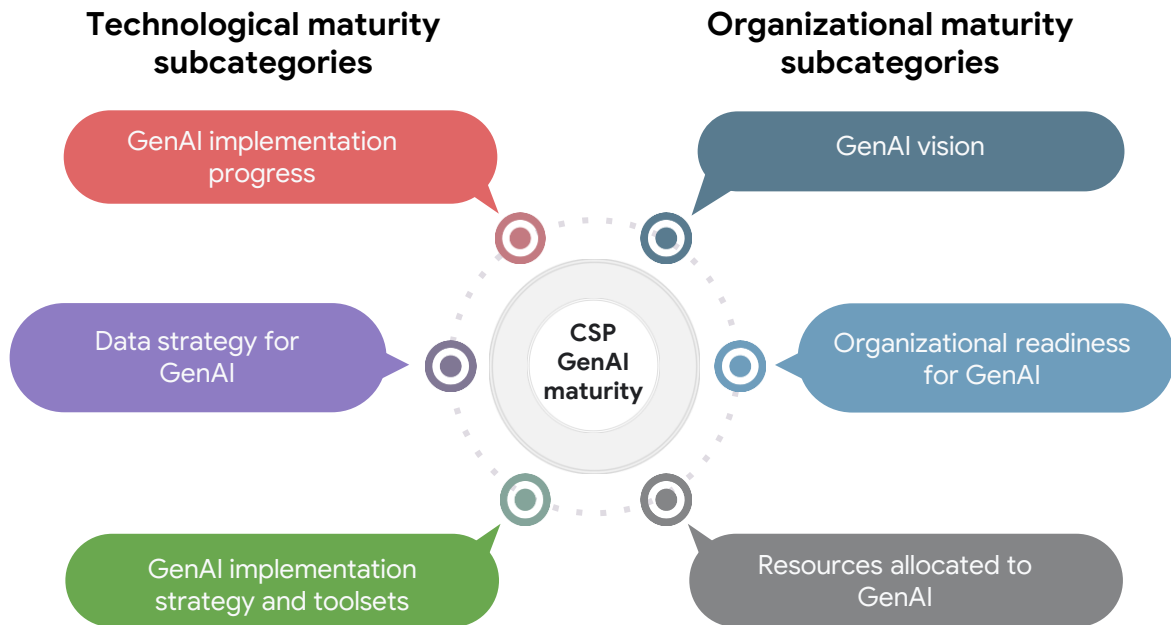 Technological maturity
subcategories
Organizational maturity
subcategories
GenAI implementation
progress
GenAI vision
Data strategy for
GenAI
CSP
GenAI
maturity
Organizational readiness
for GenAI
GenAI implementation
strategy and toolsets
Resources allocated to
GenAI